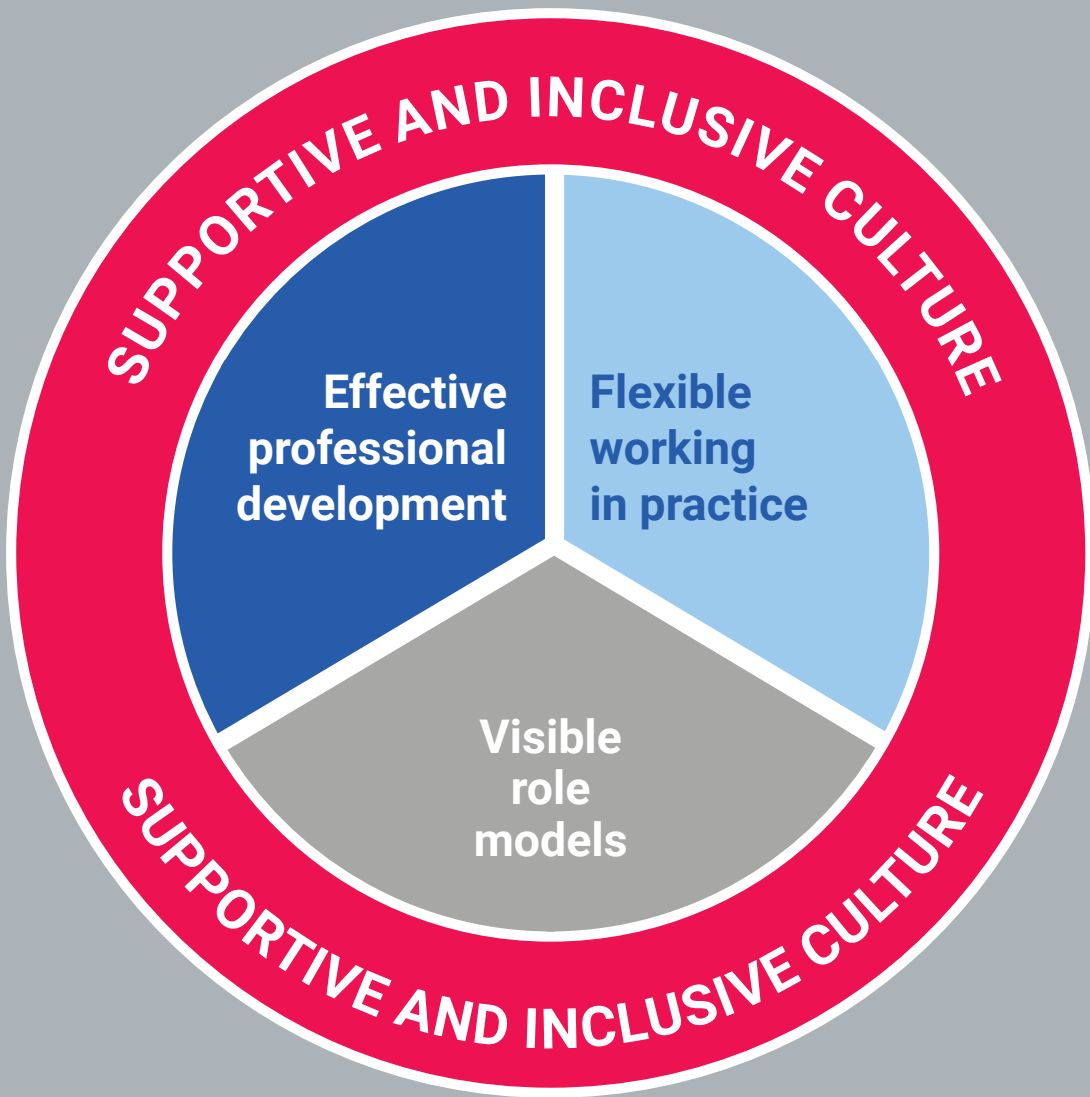 SUPPORTIVE AND INCLUSIVE CULTURE
Effective
professional
development
Flexible
working
in practice
Visible
role
models
SUPPORTIVE AND INCLUSIVE CULTURE